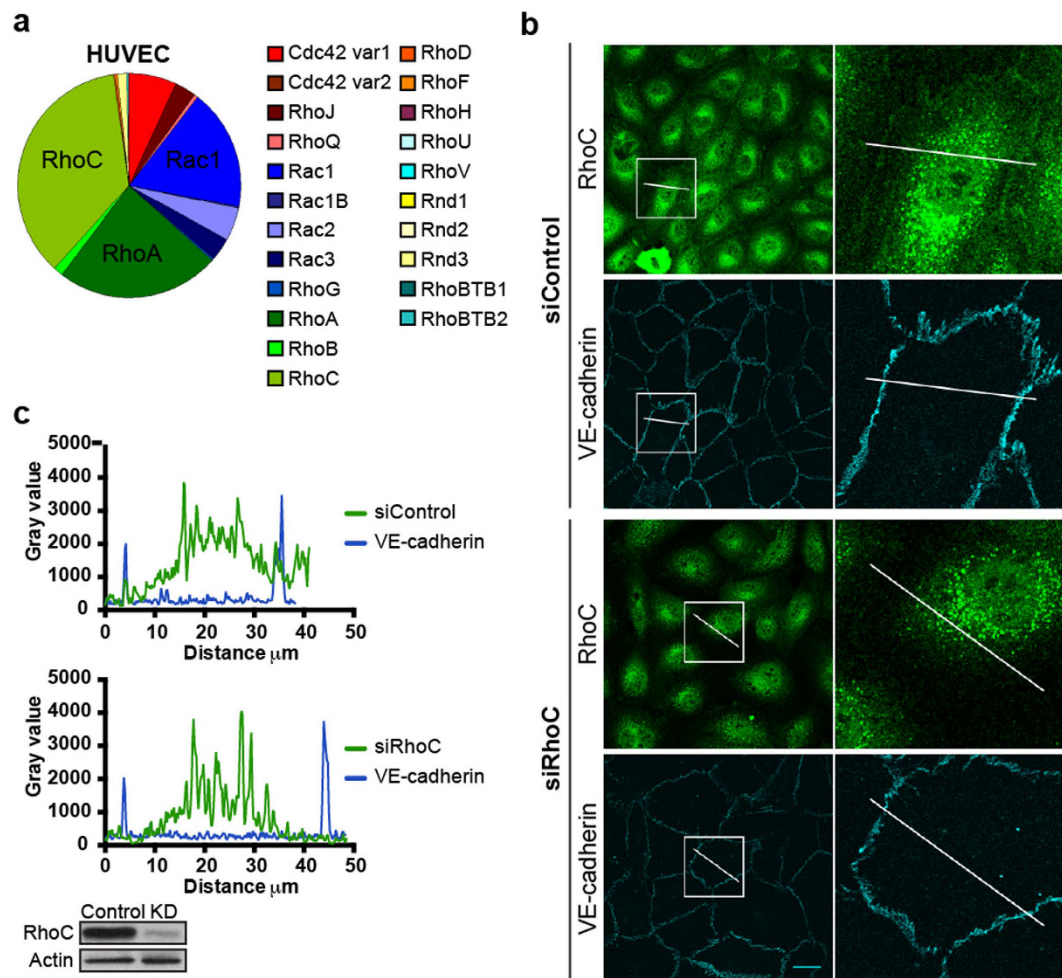 a
HUVEC
RhoC
Rac1
RhoA
Cdc42 var1
Cdc42 var2
RhoJ
RhoQ
Rac1
Rac1B
Rac2
Rac3
RhoG
RhoA
RhoB
RhoC
RhoD
RhoF
RhoH
RhoU
RhoV
Rnd1
Rnd2
Rnd3
RhoBTB1
RhoBTB2
b
siControl
RhoC
VE-cadherin
siRhoC
RhoC
VE-cadherin
c
Gray value
5000
4000
3000
2000
1000
0
0 10 20 30 40 50
Distance μm
siControl
VE-cadherin
Gray value
5000
4000
3000
2000
1000
0
0 10 20 30 40 50
Distance μm
siRhoC
VE-cadherin
Control KD
RhoC
Actin